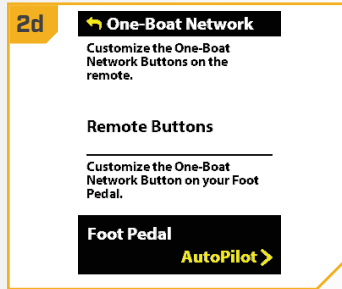 2d
One-Boat Network
Customize the One-Boat
Network Buttons on the
remote.
Remote Buttons
Customize the One-Boat
Network Button on your Foot
Pedal.
Foot Pedal
AutoPilot >